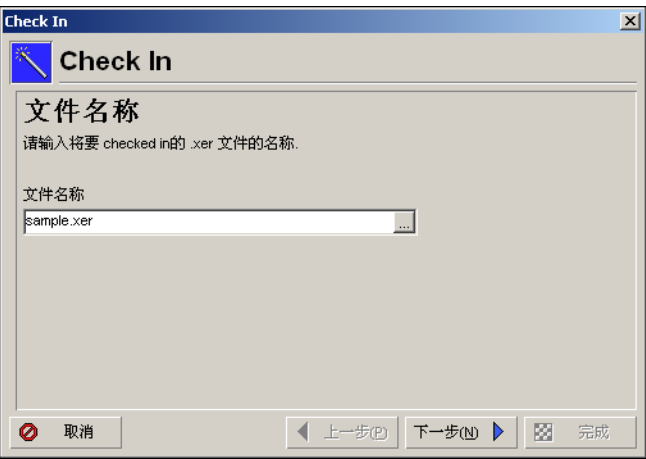 Check In
Check In
文件名称
请输入将要 checked in的 .xer 文件的名称.
文件名称
sample.xer
...
取消
上一步(P)
下一步(N)
完成